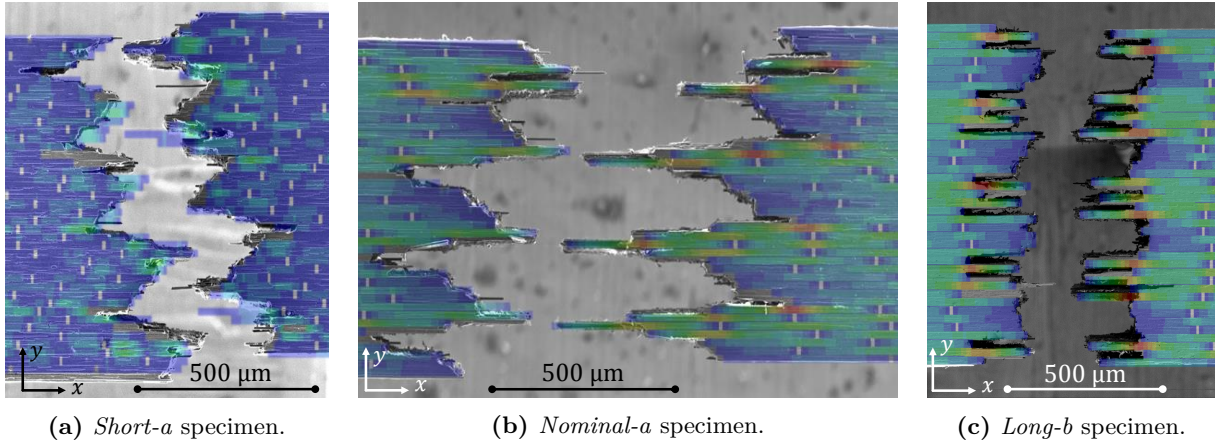 y
x
500 µm
y
x
500 µm
y
x
500 µm
(a) Short-a specimen.
(b) Nominal-a specimen.
(c) Long-b specimen.